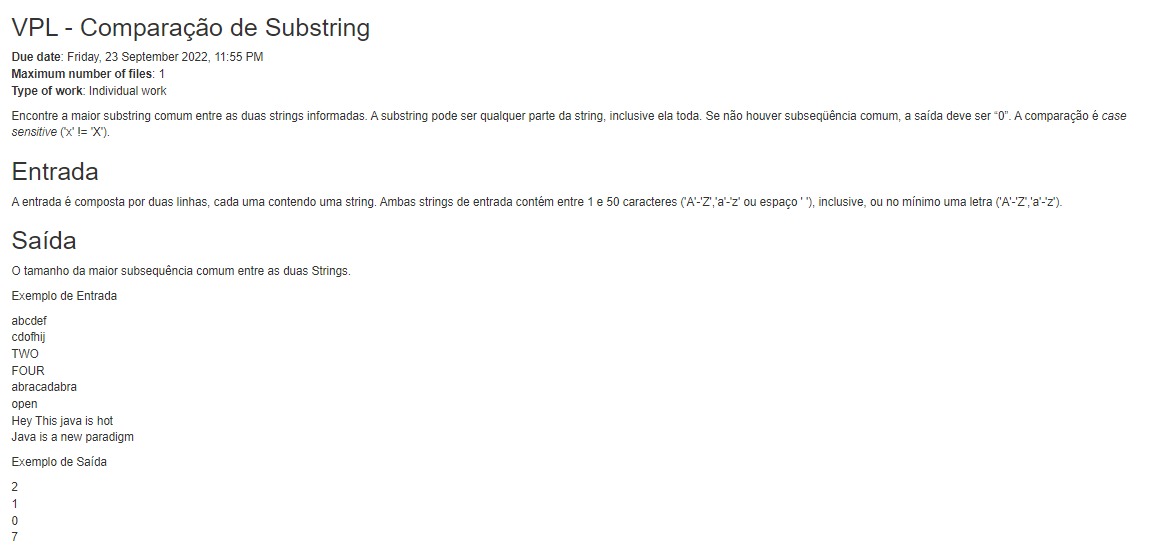 VPL - Comparação de Substring
Due date: Friday, 23 September 2022, 11:55 PM
Maximum number of files: 1
Type of work: Individual work
Encontre a maior substring comum entre as duas strings informadas. A substring pode ser qualquer parte da string, inclusive ela toda. Se não houver subseqüência comum, a saída deve ser “0”. A comparação é case
sensitive ('x' != 'X').
Entrada
A entrada é composta por duas linhas, cada uma contendo uma string. Ambas strings de entrada contém entre 1 e 50 caracteres ('A'-'Z','a'-'z' ou espaço ' '), inclusive, ou no mínimo uma letra ('A'-'Z','a'-'z').
Saída
O tamanho da maior subsequência comum entre as duas Strings.
Exemplo de Entrada
abcdef
cdofhij
TWO
FOUR
abracadabra
open
Hey This java is hot
Java is a new paradigm
Exemplo de Saída
2
1
0
7